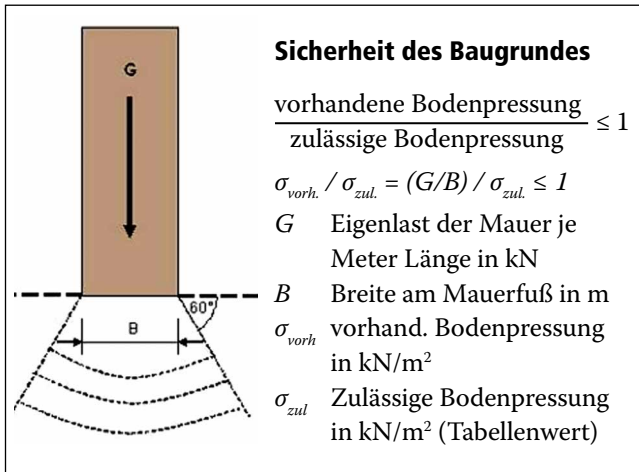 G
60°
B
Sicherheit des Baugrundes
vorhandene Bodenpressung
zulässige Bodenpressung
≤ 1
σvorh. / σzul. = (G/B) / σzul. ≤ 1
G Eigenlast der Mauer je
Meter Länge in kN
B Breite am Mauerfuß in m
σvorh vorhand. Bodenpressung
in kN/m²
σzul Zulässige Bodenpressung
in kN/m² (Tabellenwert)